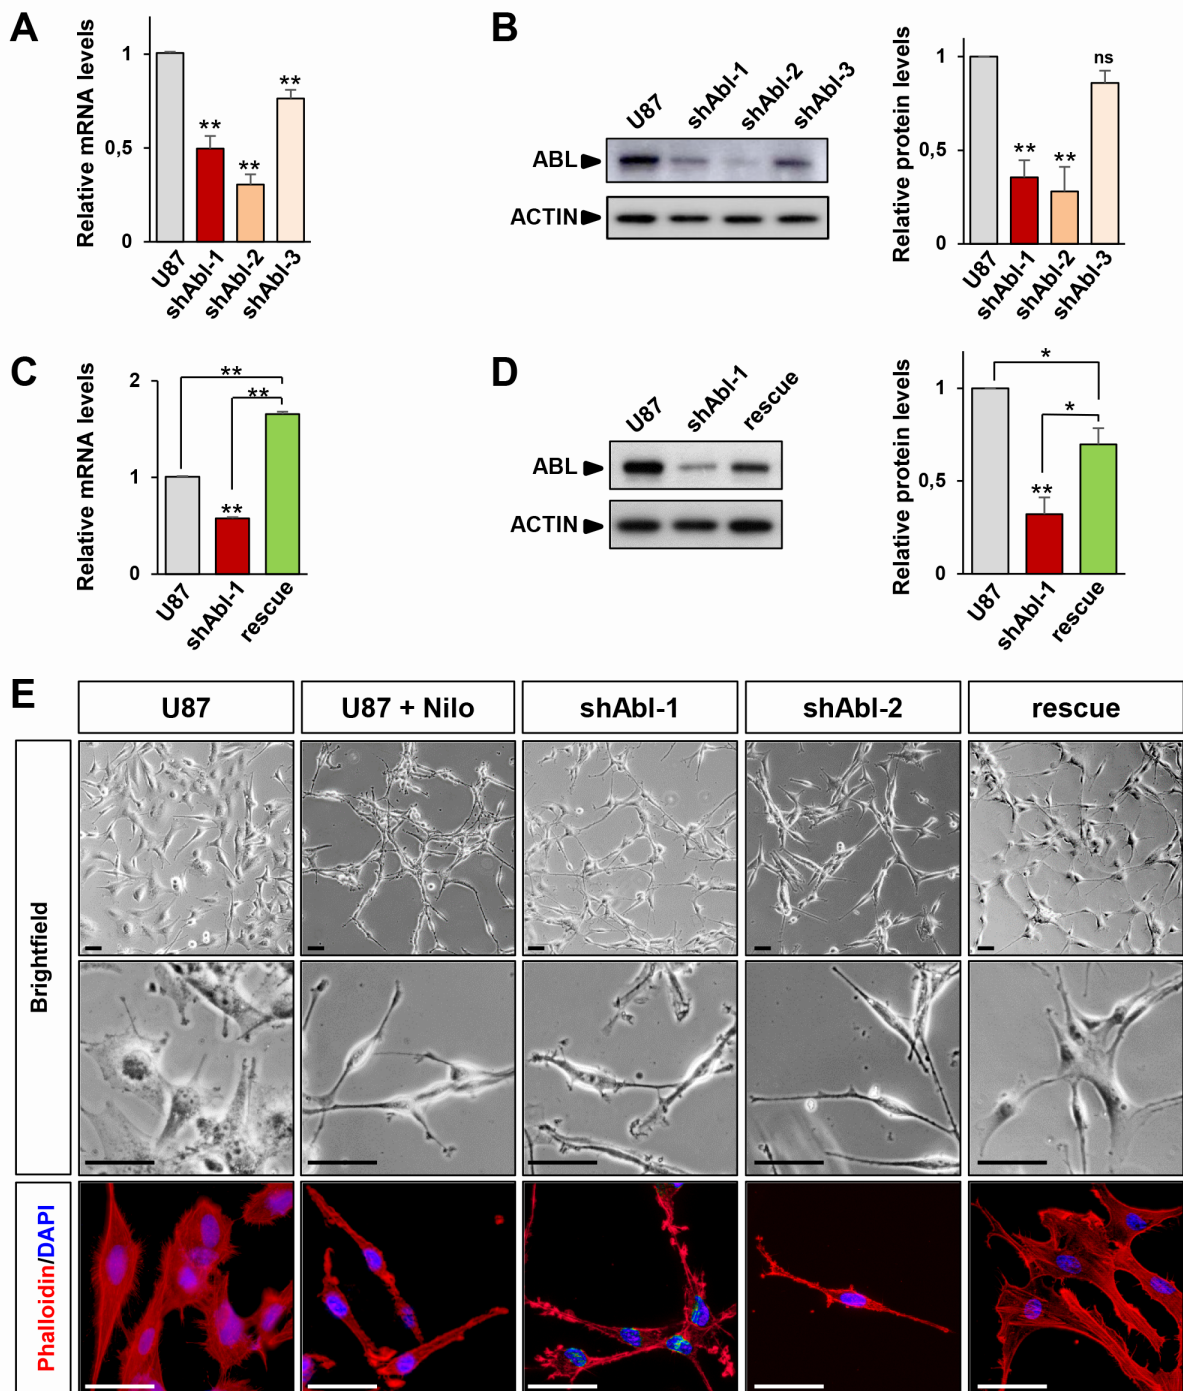 A
Relative mRNA levels
1
0,5
0
**
**
**
U87
shAbl-1
shAbl-2
shAbl-3
B
U87
shAbl-1
shAbl-2
shAbl-3
ABL
ACTIN
Relative protein levels
1
0,5
0
**
**
ns
U87
shAbl-1
shAbl-2
shAbl-3
C
Relative mRNA levels
2
1
0
**
**
**
U87
shAbl-1
rescue
D
U87
shAbl-1
rescue
ABL
ACTIN
Relative protein levels
1
0,5
0
*
*
**
U87
shAbl-1
rescue
E
U87
U87 + Nilo
shAbl-1
shAbl-2
rescue
Brightfield
Phalloidin/DAPI